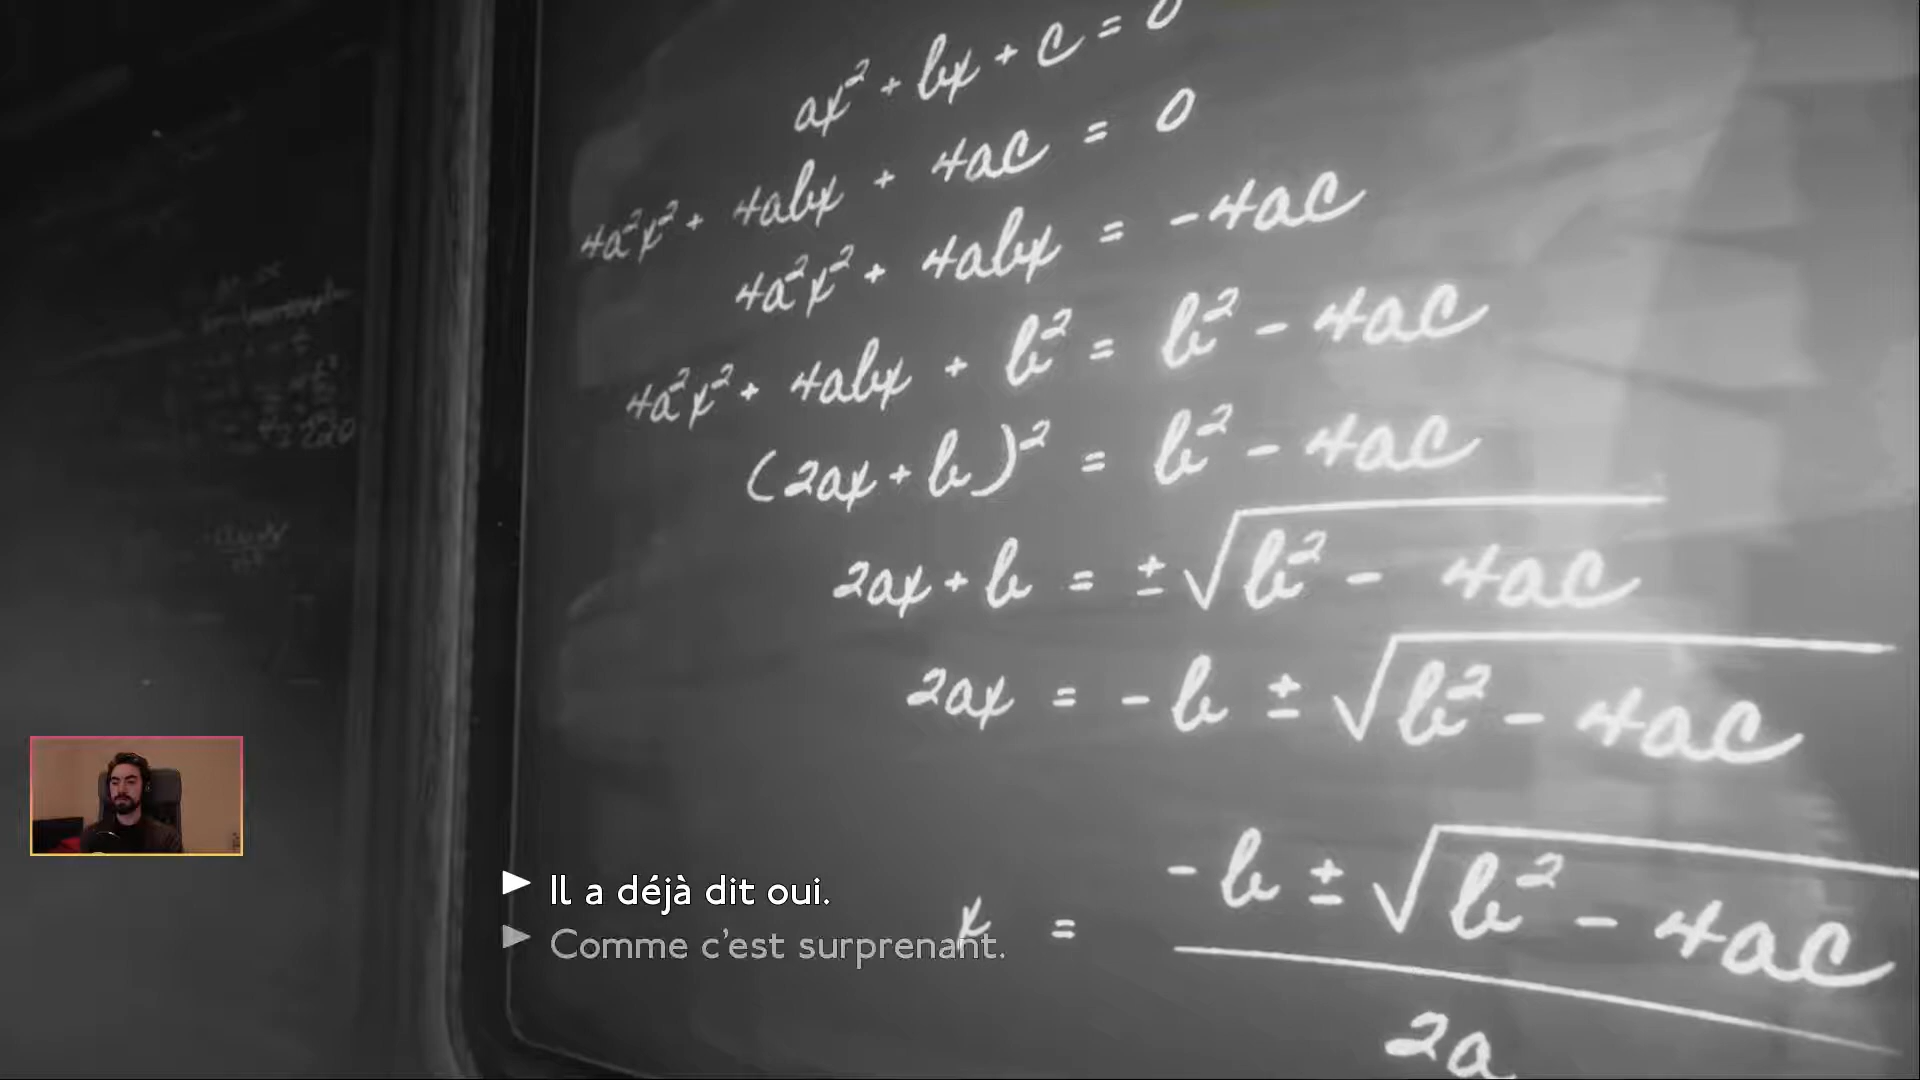 ax² + bx + c = 0
4a²x² + 4abx + 4ac = 0
4a²x² + 4abx = -4ac
4a²x² + 4abx + b² = b² - 4ac
(2ax + b)² = b² - 4ac
2ax + b = ±√(b² - 4ac)
2ax = -b ± √(b² - 4ac)
x = -b ± √(b² - 4ac)
2a
Il a déjà dit oui.
Comme c'est surprenant.